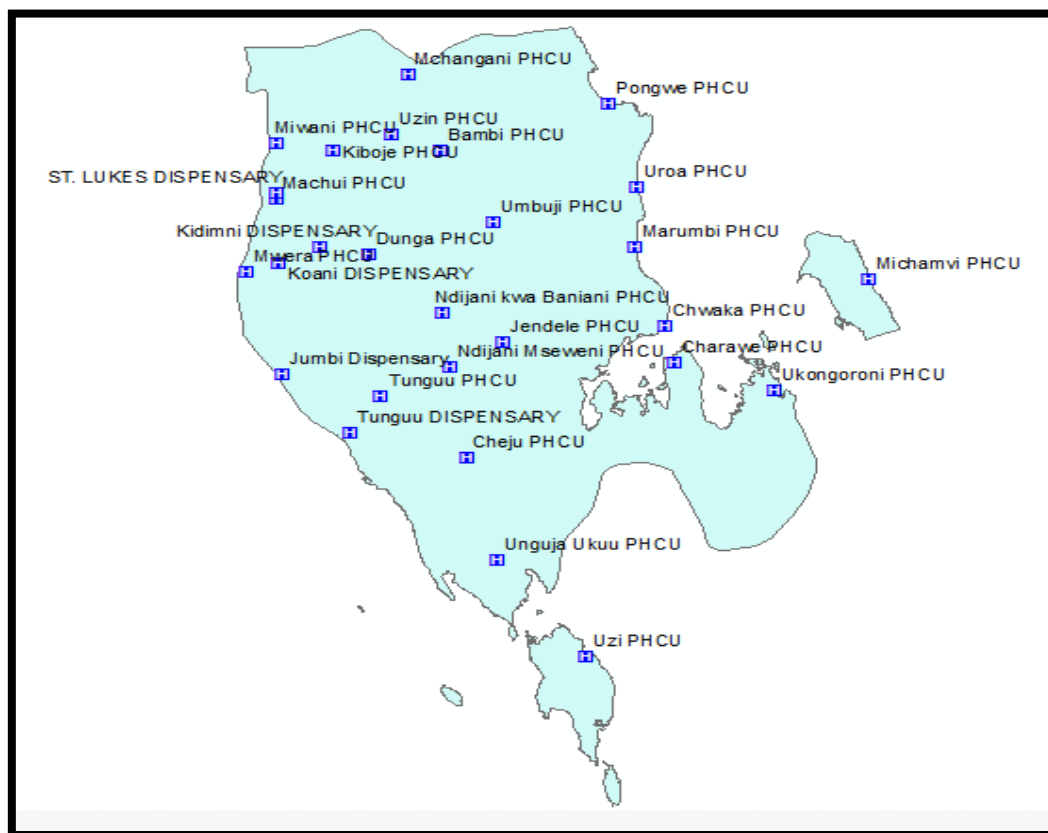 Mchangani PHCU
Pongwe PHCU
Uzin PHCU
Miwani PHCU
Bambi PHCU
Kiboje PHCU
ST. LUKES DISPENSARY
Machui PHCU
Uroa PHCU
Umbuji PHCU
Kidimni DISPENSARY
Dunga PHCU
Marumbi PHCU
Mwera PHCU
Michamvi PHCU
Koani DISPENSARY
Ndijani kwa Baniani PHCU
Chwaka PHCU
Jendele PHCU
Charawe PHCU
Jumbi Dispensary
Ndijani Mseweni PHCU
Ukongoroni PHCU
Tunguu PHCU
Tunguu DISPENSARY
Cheju PHCU
Unguja Ukuu PHCU
Uzi PHCU